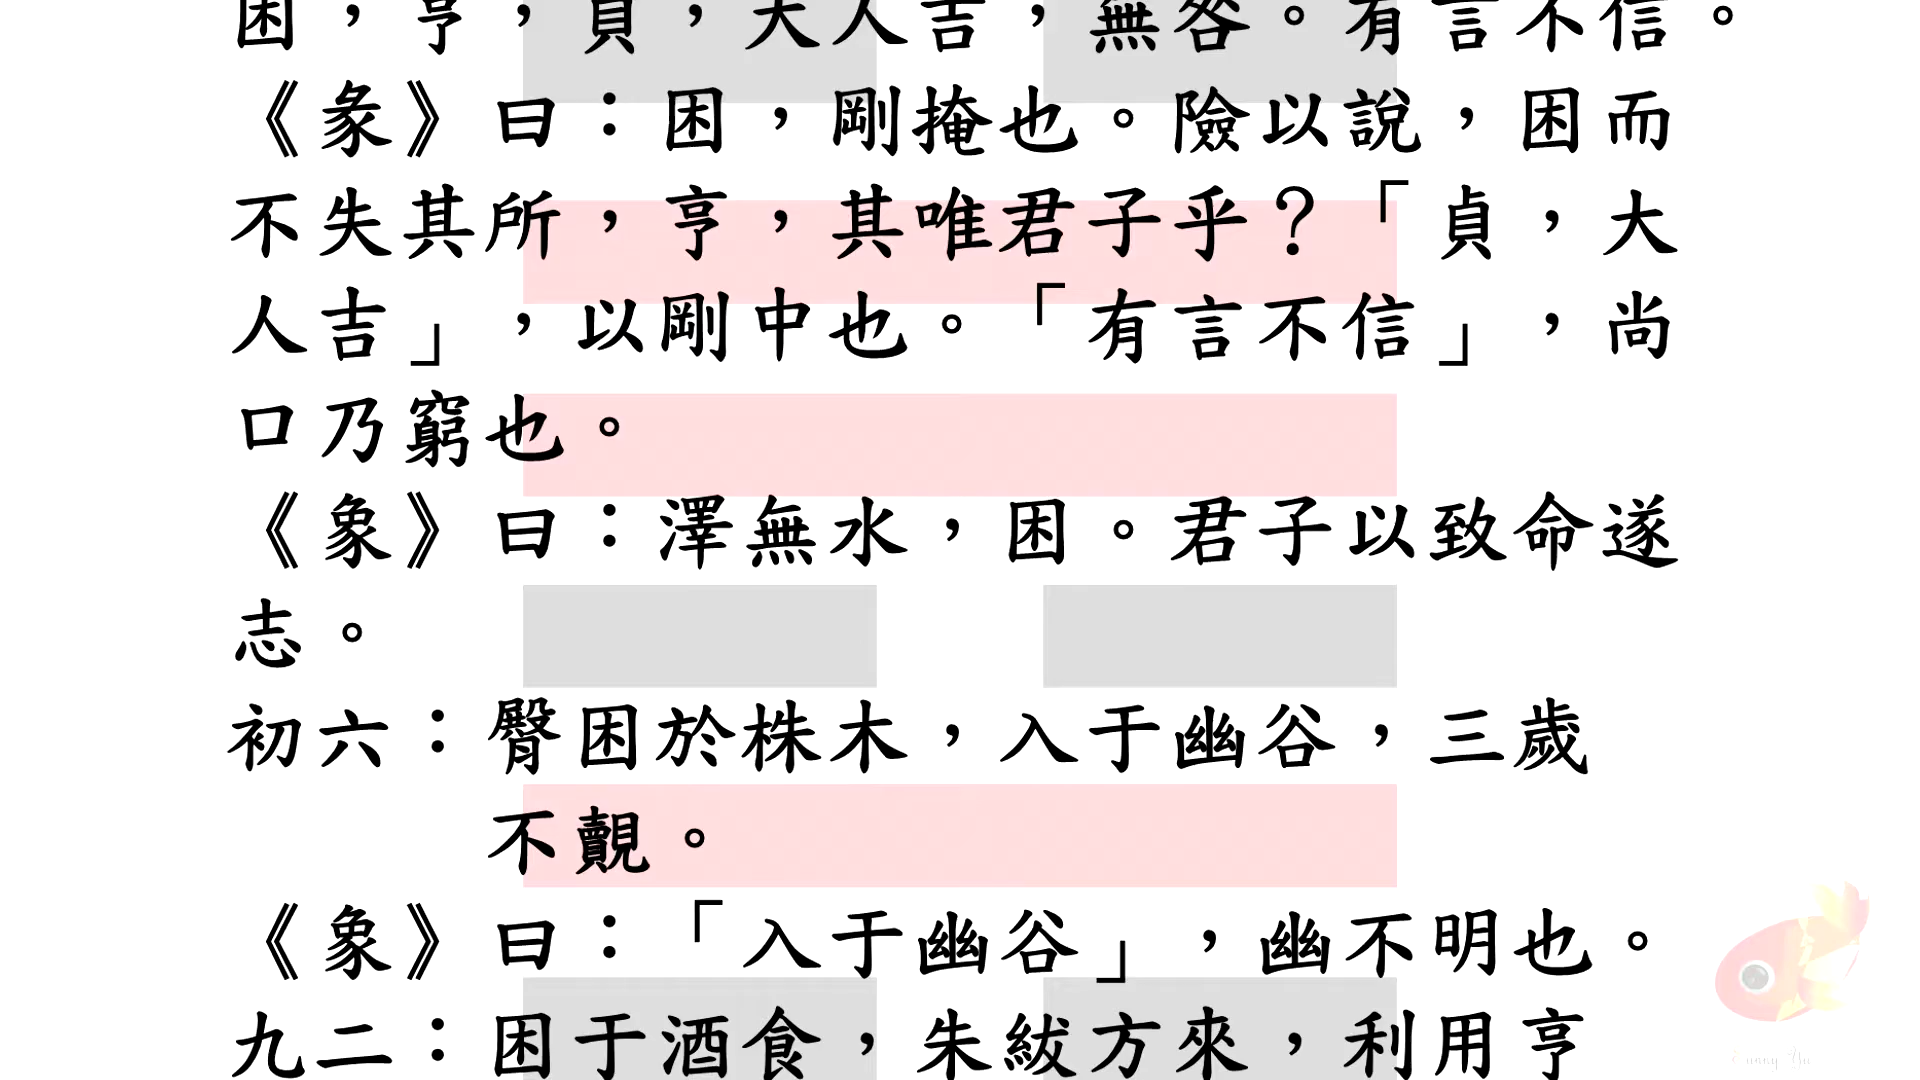 困，亨，貞，大人吉，無咎。有言不信。
《彖》曰：困，剛掩也。險以說，困而
不失其所，亨，其唯君子乎？「貞，大
人吉」，以剛中也。「有言不信」，尚
口乃窮也。
《象》曰：澤無水，困。君子以致命遂
志。
初六：臀困於株木，入于幽谷，三歲
不覿。
《象》曰：「入于幽谷」，幽不明也。
九二：困于酒食，朱紱方來，利用亨